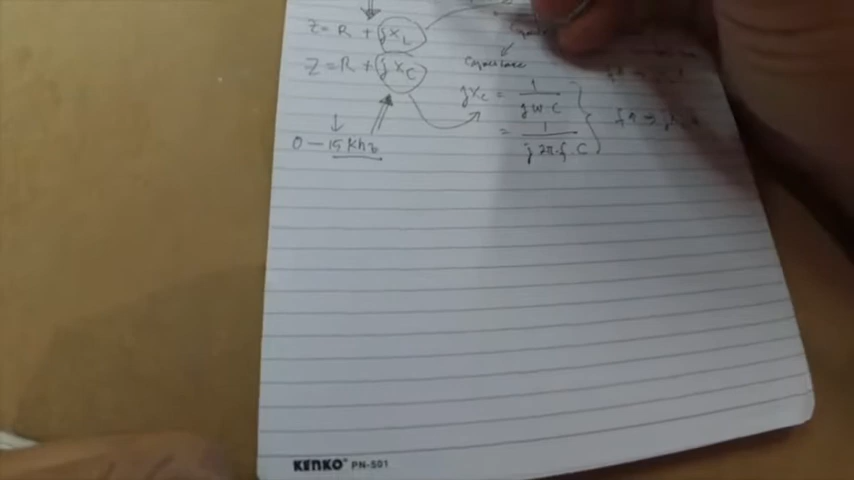 Z = R + jXL
Z = R + jXC
Capacitance
jXC = 1 / jω C
= 1 / j 2π.f. C
0 — 15 Khz
KENKO PN-501